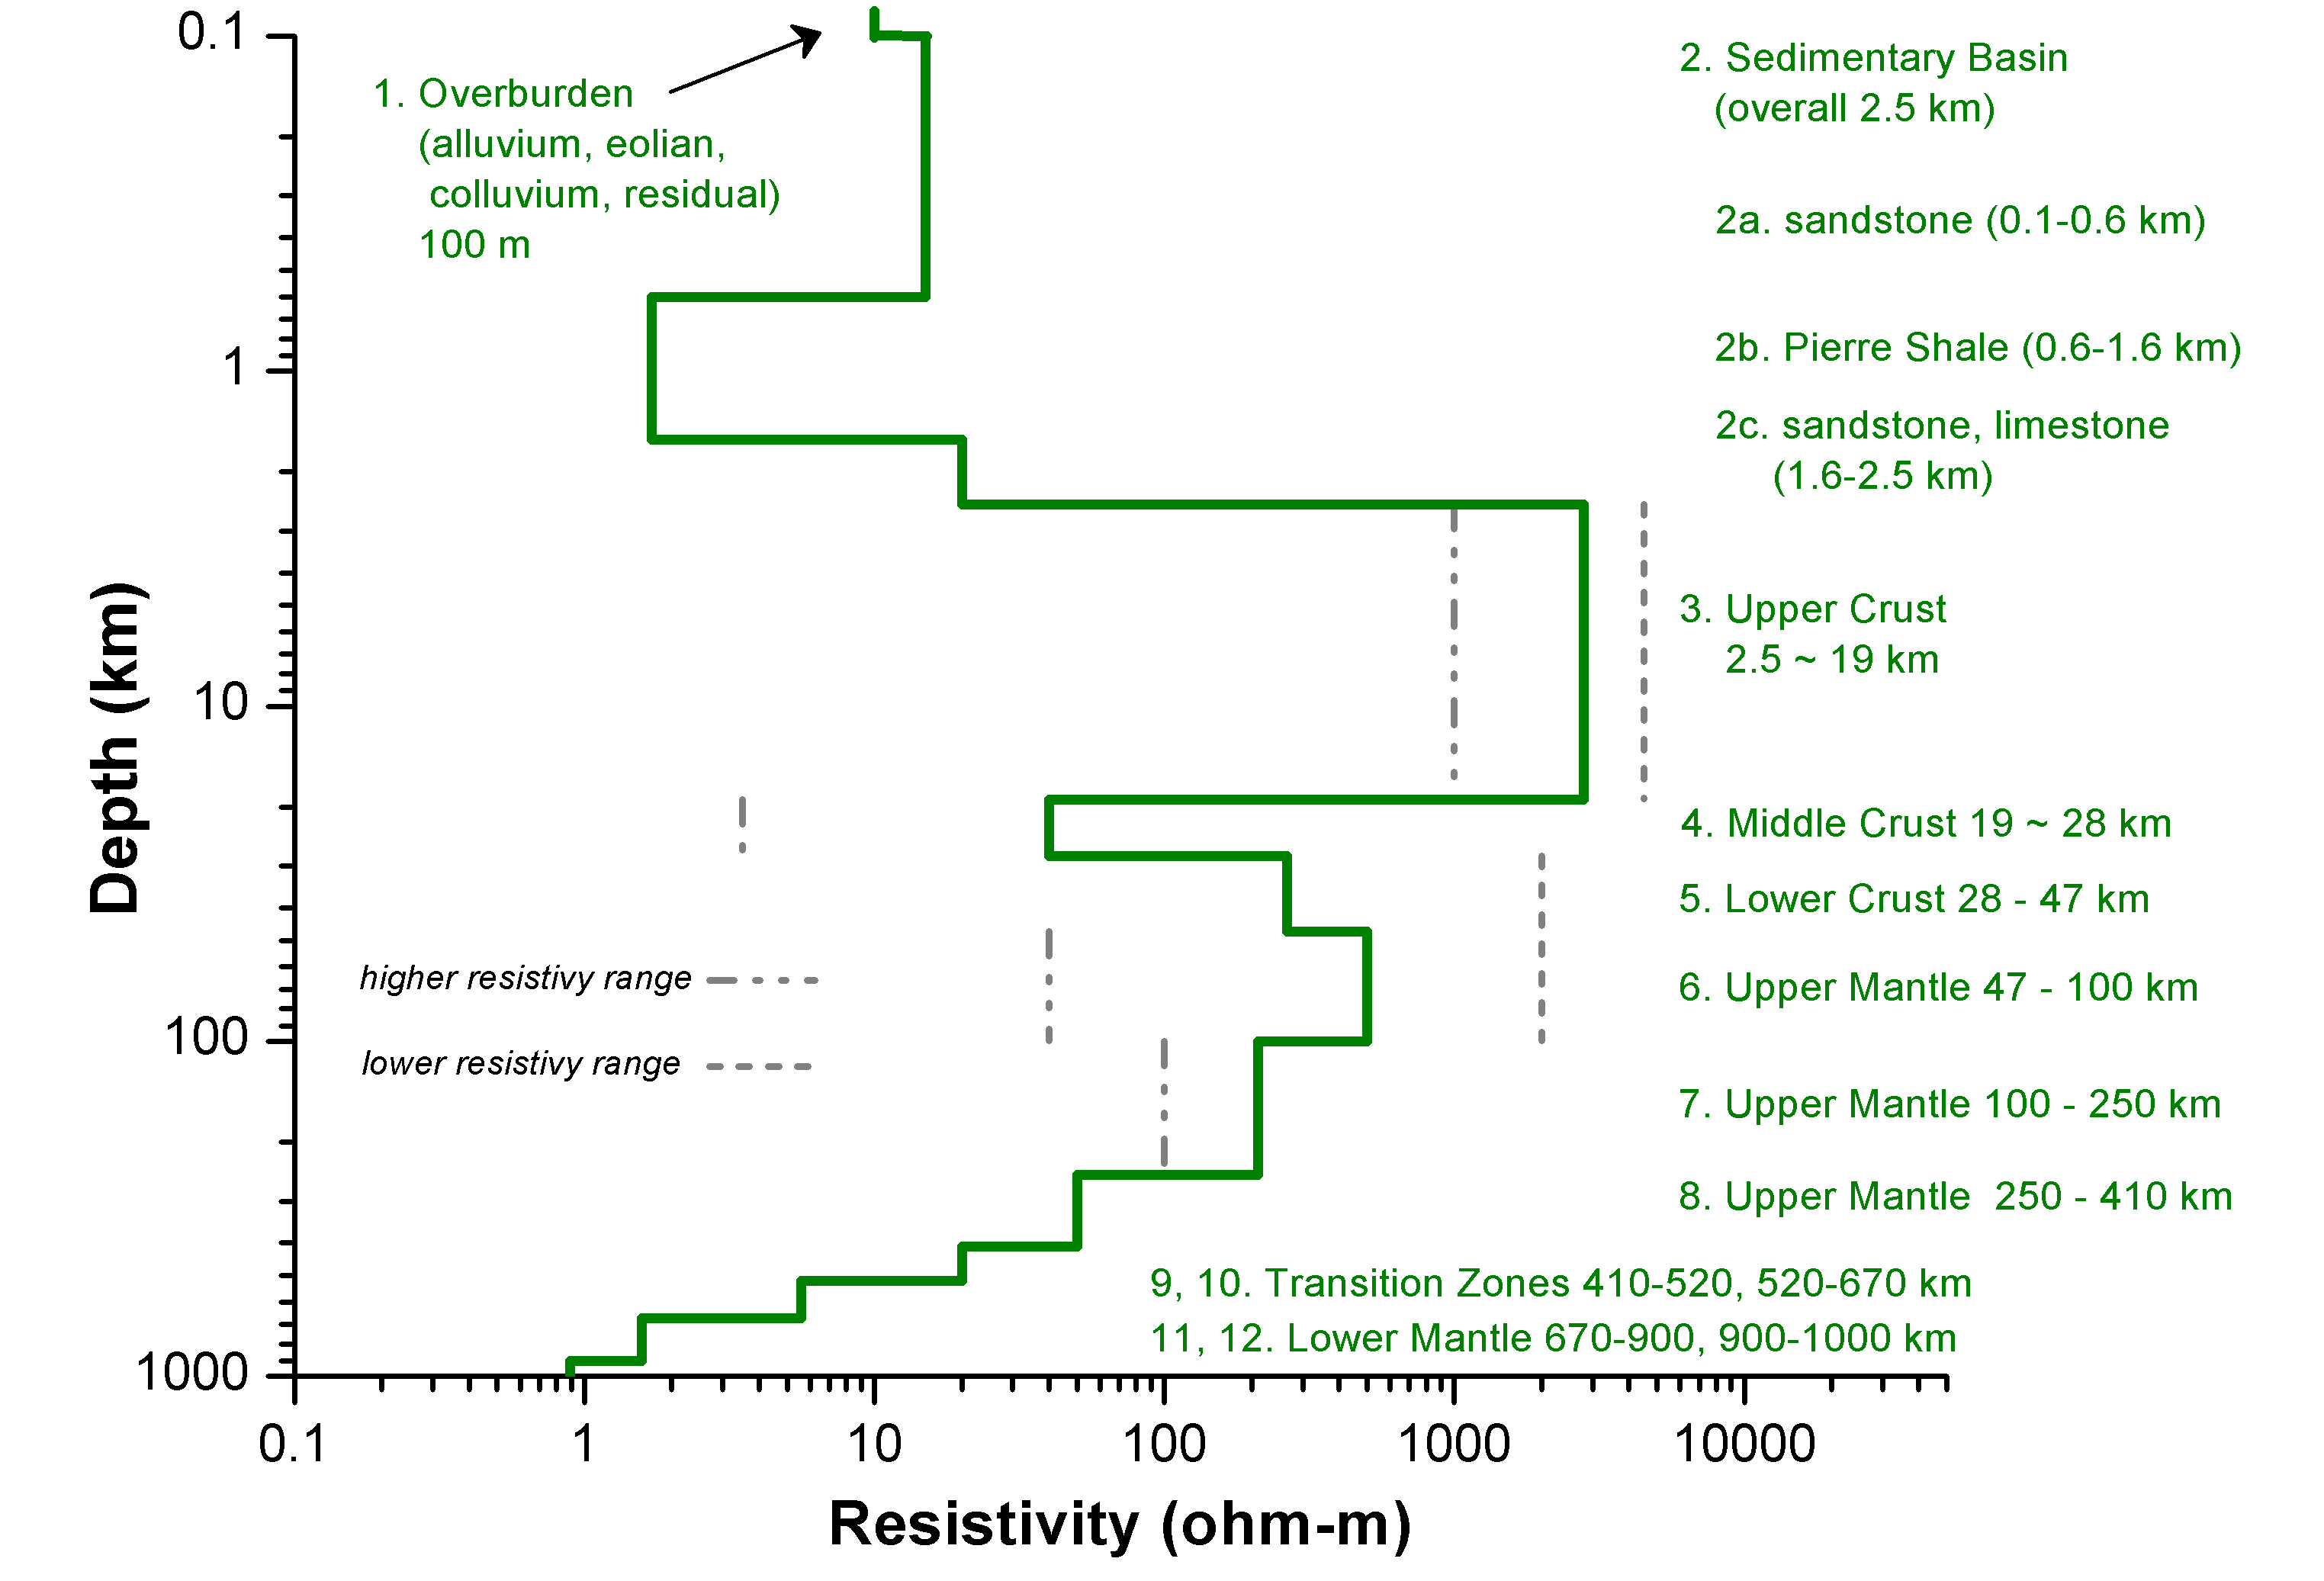 0.1
1
10
100
1000
Depth (km)
1. Overburden
(alluvium, eolian,
colluvium, residual)
100 m
2. Sedimentary Basin
(overall 2.5 km)
2a. sandstone (0.1-0.6 km)
2b. Pierre Shale (0.6-1.6 km)
2c. sandstone, limestone
(1.6-2.5 km)
3. Upper Crust
2.5 ~ 19 km
4. Middle Crust 19 ~ 28 km
5. Lower Crust 28 - 47 km
6. Upper Mantle 47 - 100 km
7. Upper Mantle 100 - 250 km
8. Upper Mantle 250 - 410 km
9, 10. Transition Zones 410-520, 520-670 km
11, 12. Lower Mantle 670-900, 900-1000 km
higher resistivy range
lower resistivy range
0.1 1 10 100 1000 10000
Resistivity (ohm-m)